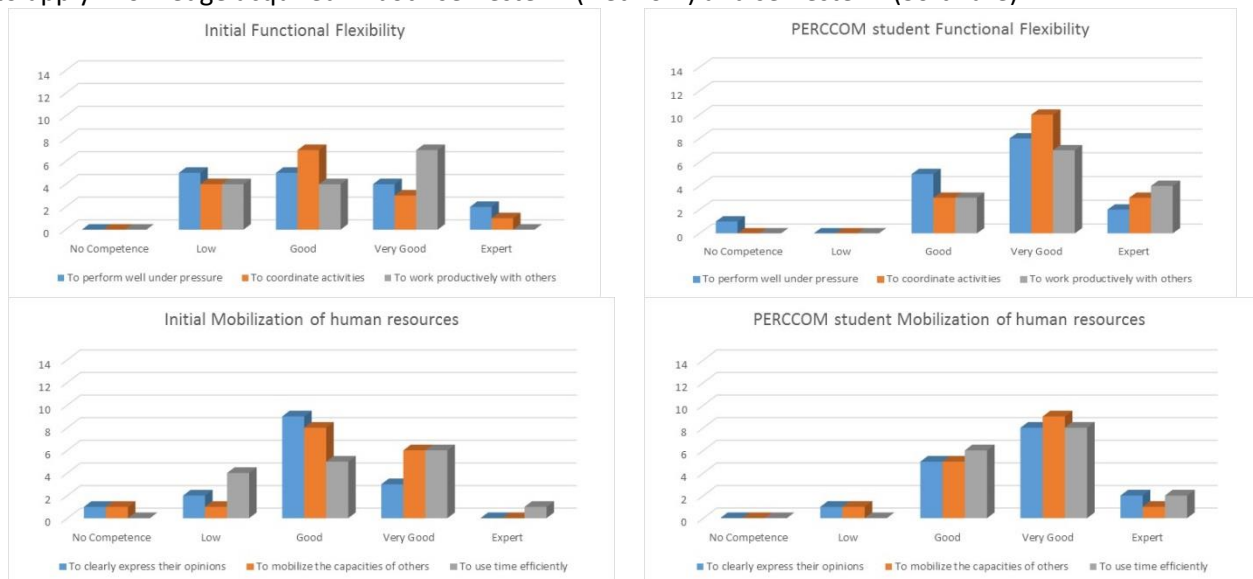 apply knowledge acquired semester and semester
Initial Functional Flexibility
14
12
10
8
6
4
2
0
No Competence Low Good Very Good Expert
To perform well under pressure To coordinate activities To work productively with others
PERCCOM student Functional Flexibility
14
12
10
8
6
4
2
0
No Competence Low Good Very Good Expert
To perform well under pressure To coordinate activities To work productively with others
Initial Mobilization of human resources
14
12
10
8
6
4
2
0
No Competence Low Good Very Good Expert
To clearly express their opinions To mobilize the capacities of others To use time efficiently
PERCCOM student Mobilization of human resources
14
12
10
8
6
4
2
0
No Competence Low Good Very Good Expert
To clearly express their opinions To mobilize the capacities of others To use time efficiently